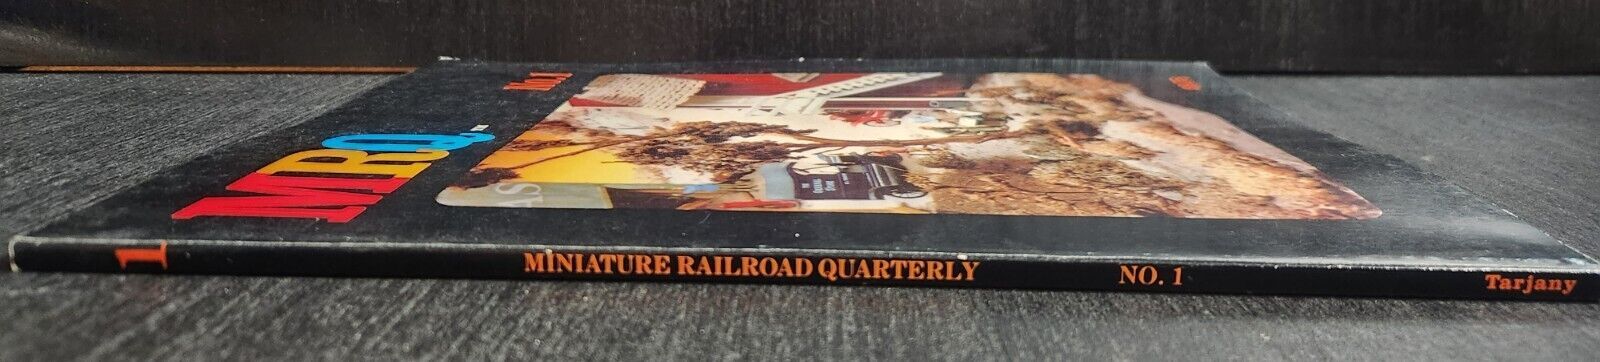 MRQ
NO. 1
1 MINIATURE RAILROAD QUARTERLY NO. 1 Tarjany